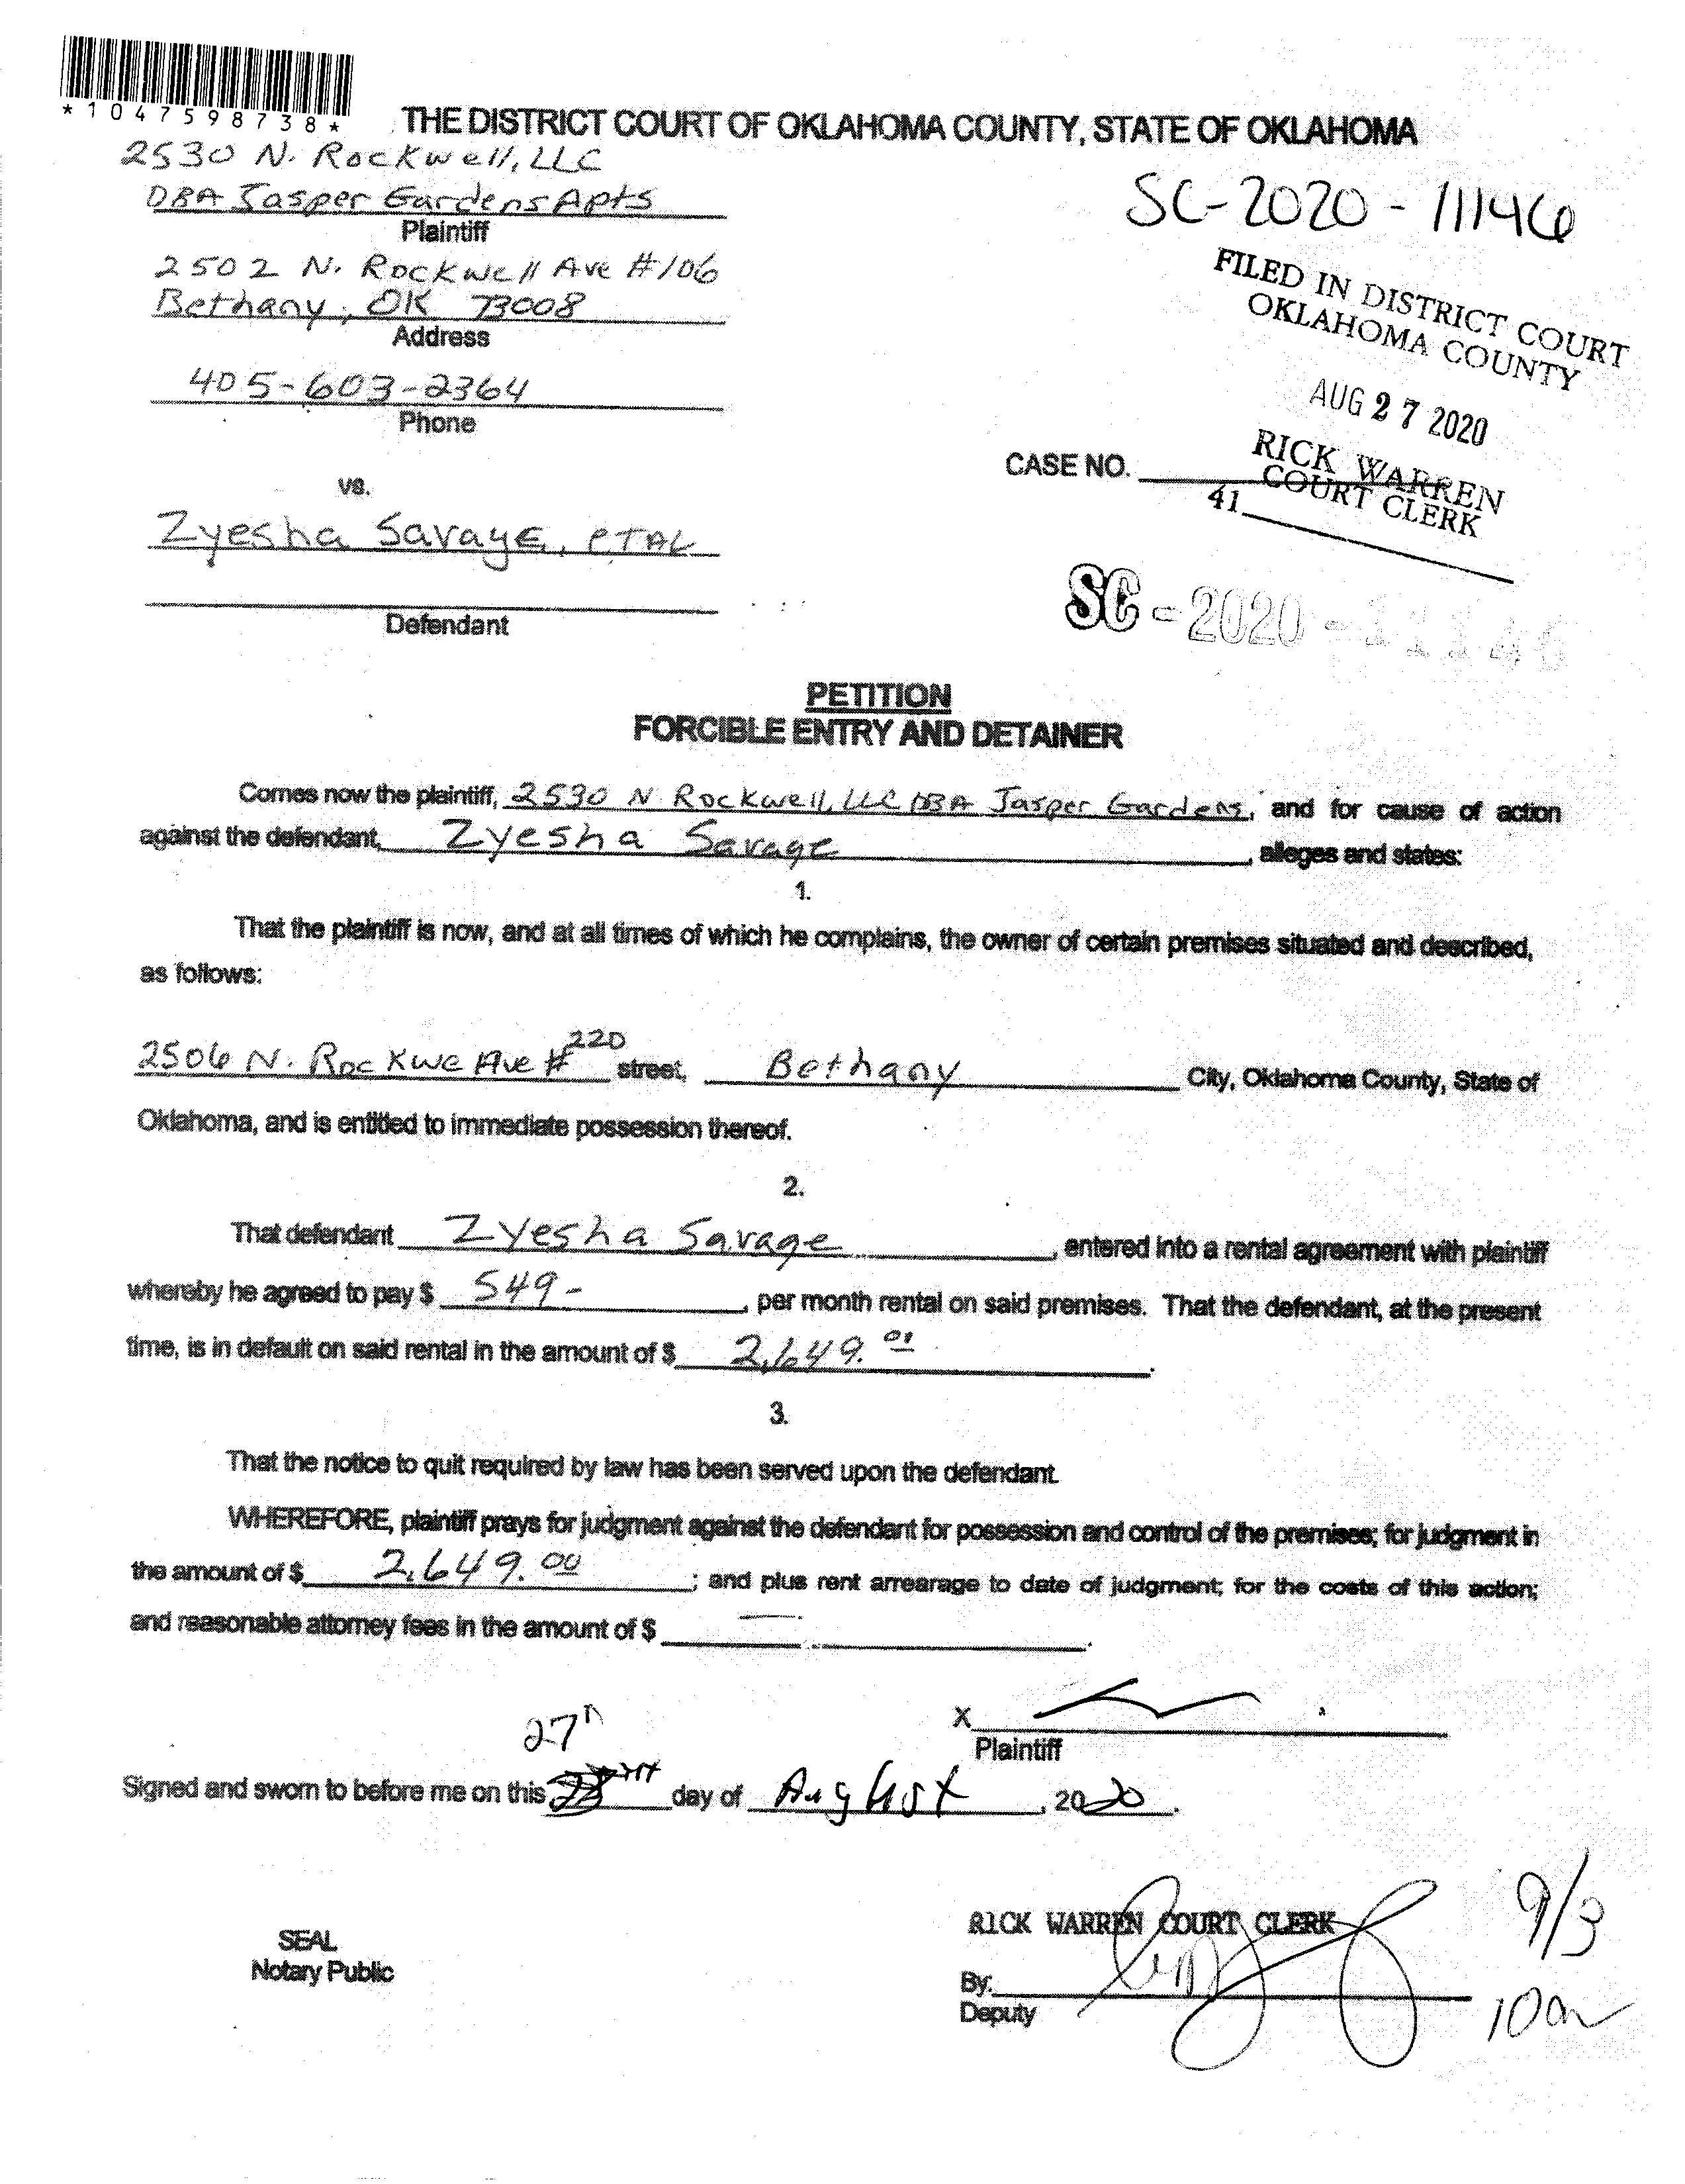 *1047598738*
THE DISTRICT COURT OF OKLAHOMA COUNTY, STATE OF OKLAHOMA
2530 N. Rockwell, LLC
DBA Jasper Gardens Apts
Plaintiff
SC-2020-11146
2502 N. Rockwell Ave #106
Bethany, OK 73008
Address
FILED IN DISTRICT COURT
OKLAHOMA COUNTY
405-603-2364
Phone
AUG 27 2020
RICK WARREN
COURT CLERK
CASE NO.
41
vs.
Zyesha Savage, ETAL
Defendant
SC-2020-11146
PETITION
FORCIBLE ENTRY AND DETAINER
Comes now the plaintiff, 2530 N. Rockwell, LLC DBA Jasper Gardens, and for cause of action
against the defendant, Zyesha Savage, alleges and states:
1.
That the plaintiff is now, and at all times of which he complains, the owner of certain premises situated and described,
as follows:
2506 N. Rockwe Ave #220 street, Bethany City, Oklahoma County, State of
Oklahoma, and is entitled to immediate possession thereof.
2.
That defendant Zyesha Savage, entered into a rental agreement with plaintiff
whereby he agreed to pay $ 549-, per month rental on said premises. That the defendant, at the present
time, is in default on said rental in the amount of $ 2,649.
3.
That the notice to quit required by law has been served upon the defendant.
WHEREFORE, plaintiff prays for judgment against the defendant for possession and control of the premises; for judgment in
the amount of $ 2,649.00; and plus rent arrearage to date of judgment; for the costs of this action;
and reasonable attorney fees in the amount of $ —.
X
Plaintiff
27
Signed and sworn to before me on this day of August, 2020.
SEAL
Notary Public
RICK WARREN COURT CLERK
By:
Deputy
9/3
10am